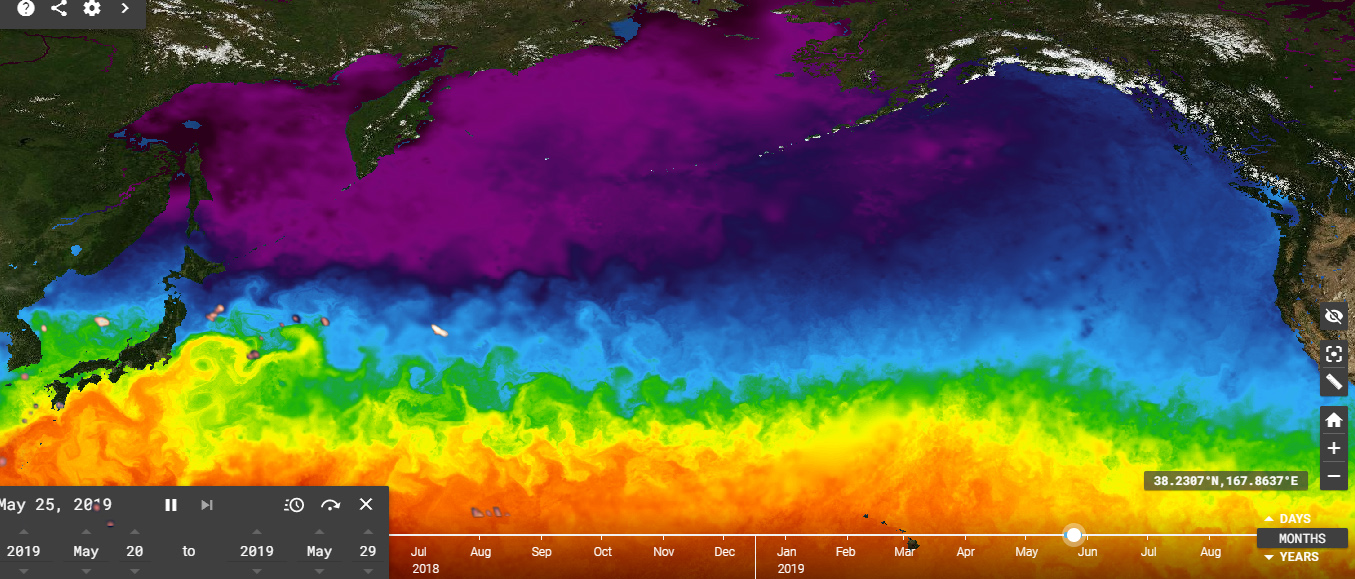 38.2307°N,167.8637°E
May 25, 2019
2019 May 20 to 2019 May 29
Jul Aug Sep Oct Nov Dec Jan Feb Mar Apr May Jun Jul Aug
2018 2019
DAYS
MONTHS
YEARS